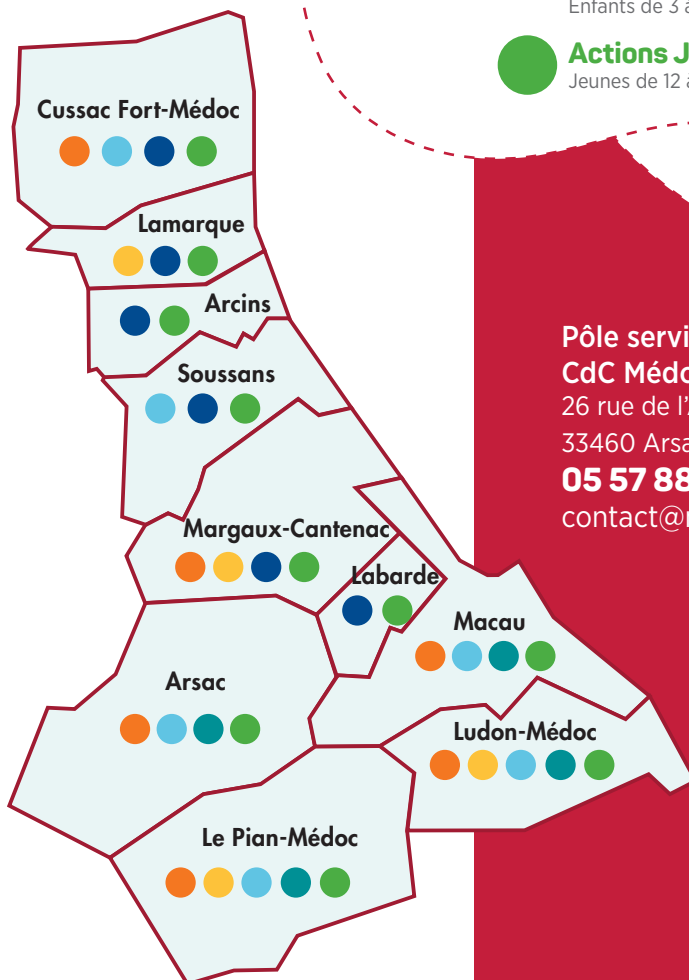 Enfants de 3
Actions J
Jeunes de 12
Cussac Fort-Médoc
Lamarque
Arcins
Soussans
Margaux-Cantenac
Labarde
Macau
Arsac
Ludon-Médoc
Le Pian-Médoc
Pôle servi
CdC Médo
26 rue de l'
33460 Arsa
05 57 88
contact@